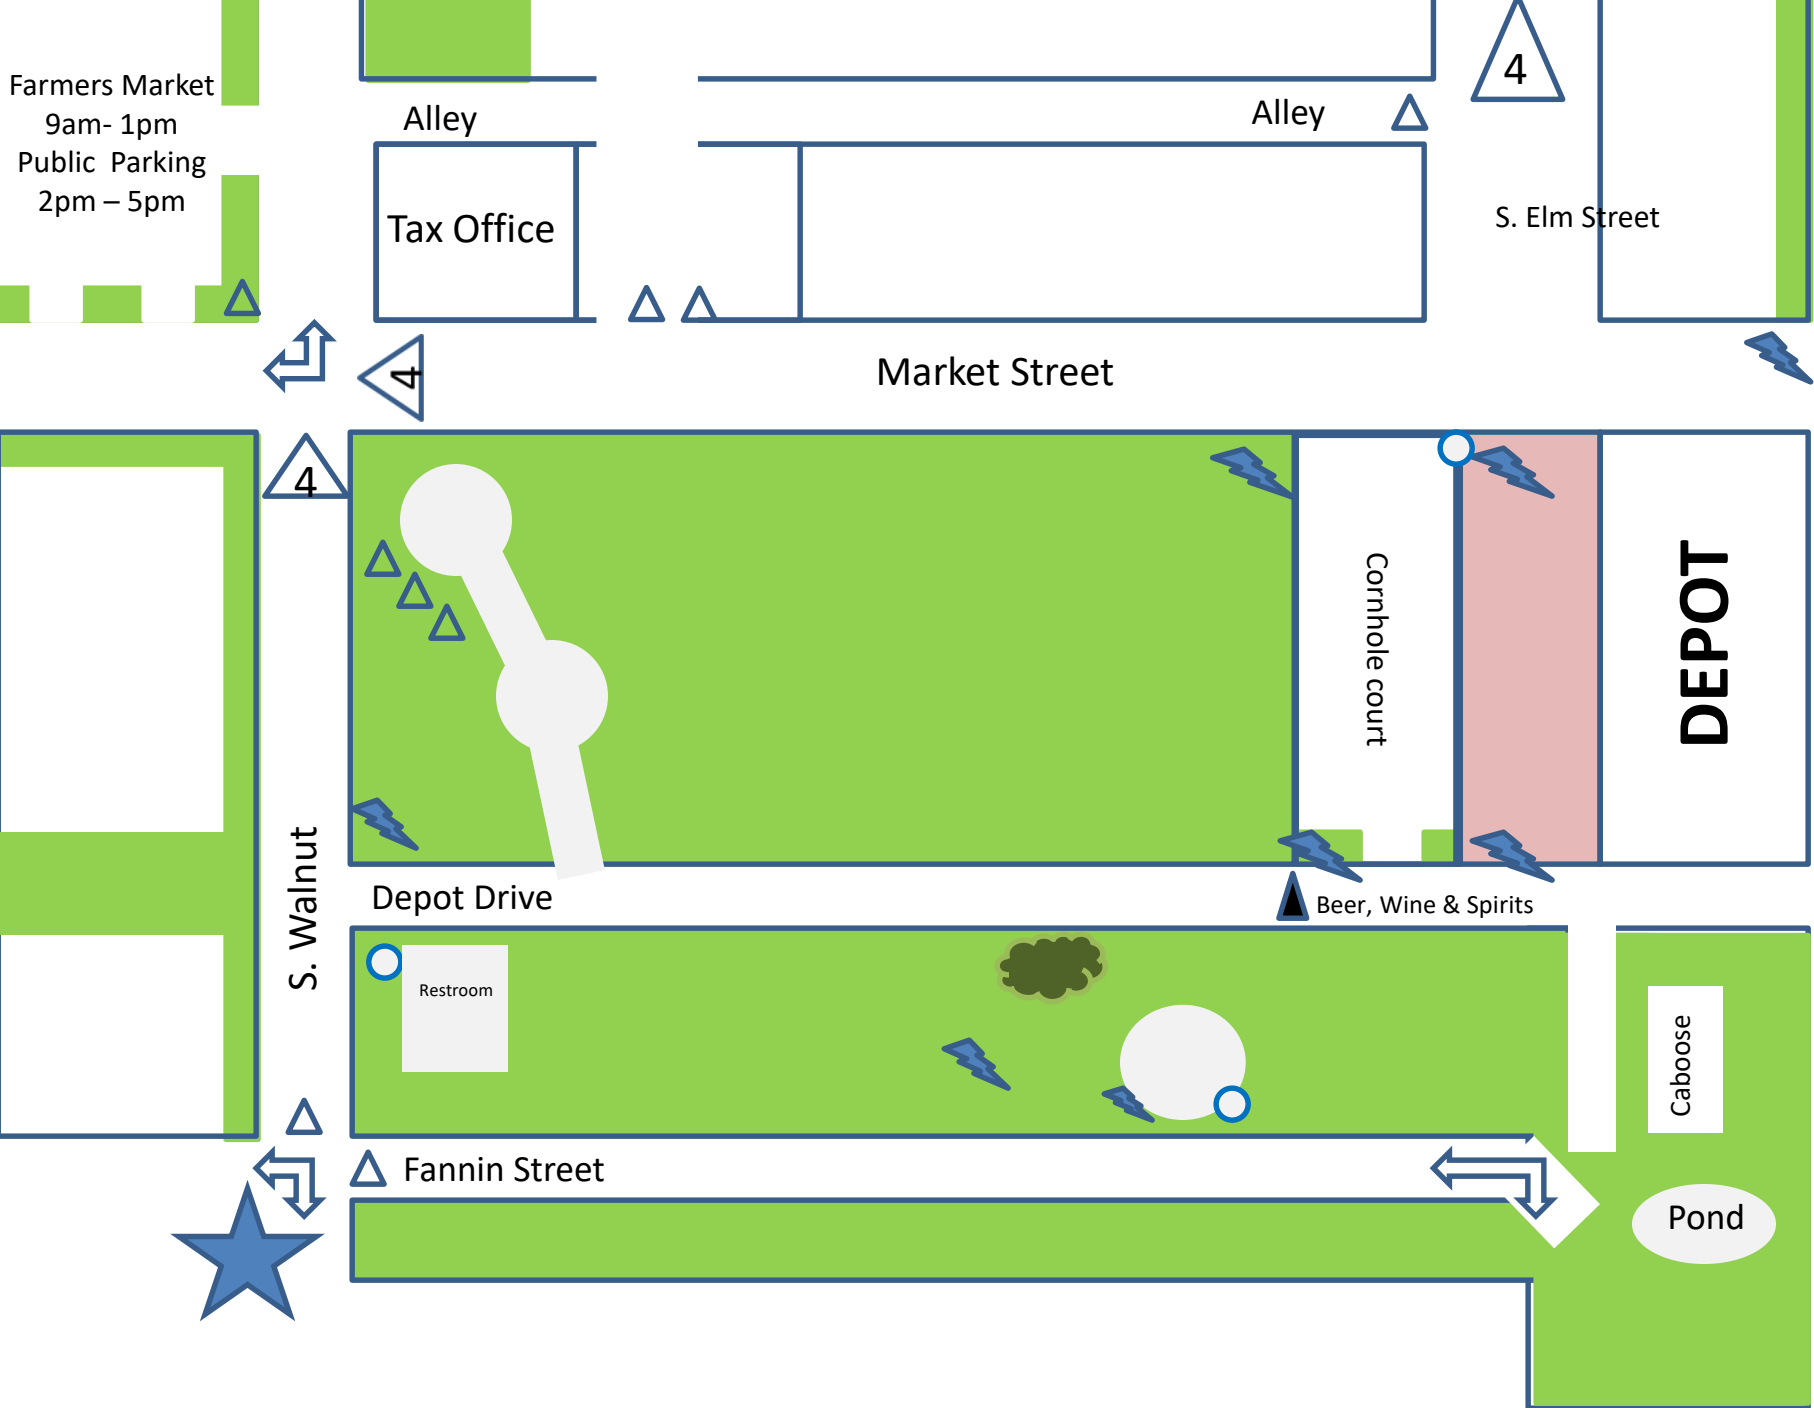 Farmers Market
9am- 1pm
Public  Parking
2pm – 5pm
Alley
Alley
4
Tax Office
S. Elm Street
4
Market Street
4
Cornhole court
DEPOT
S. Walnut
Depot Drive
Beer, Wine & Spirits
Restroom
Caboose
Fannin Street
Pond